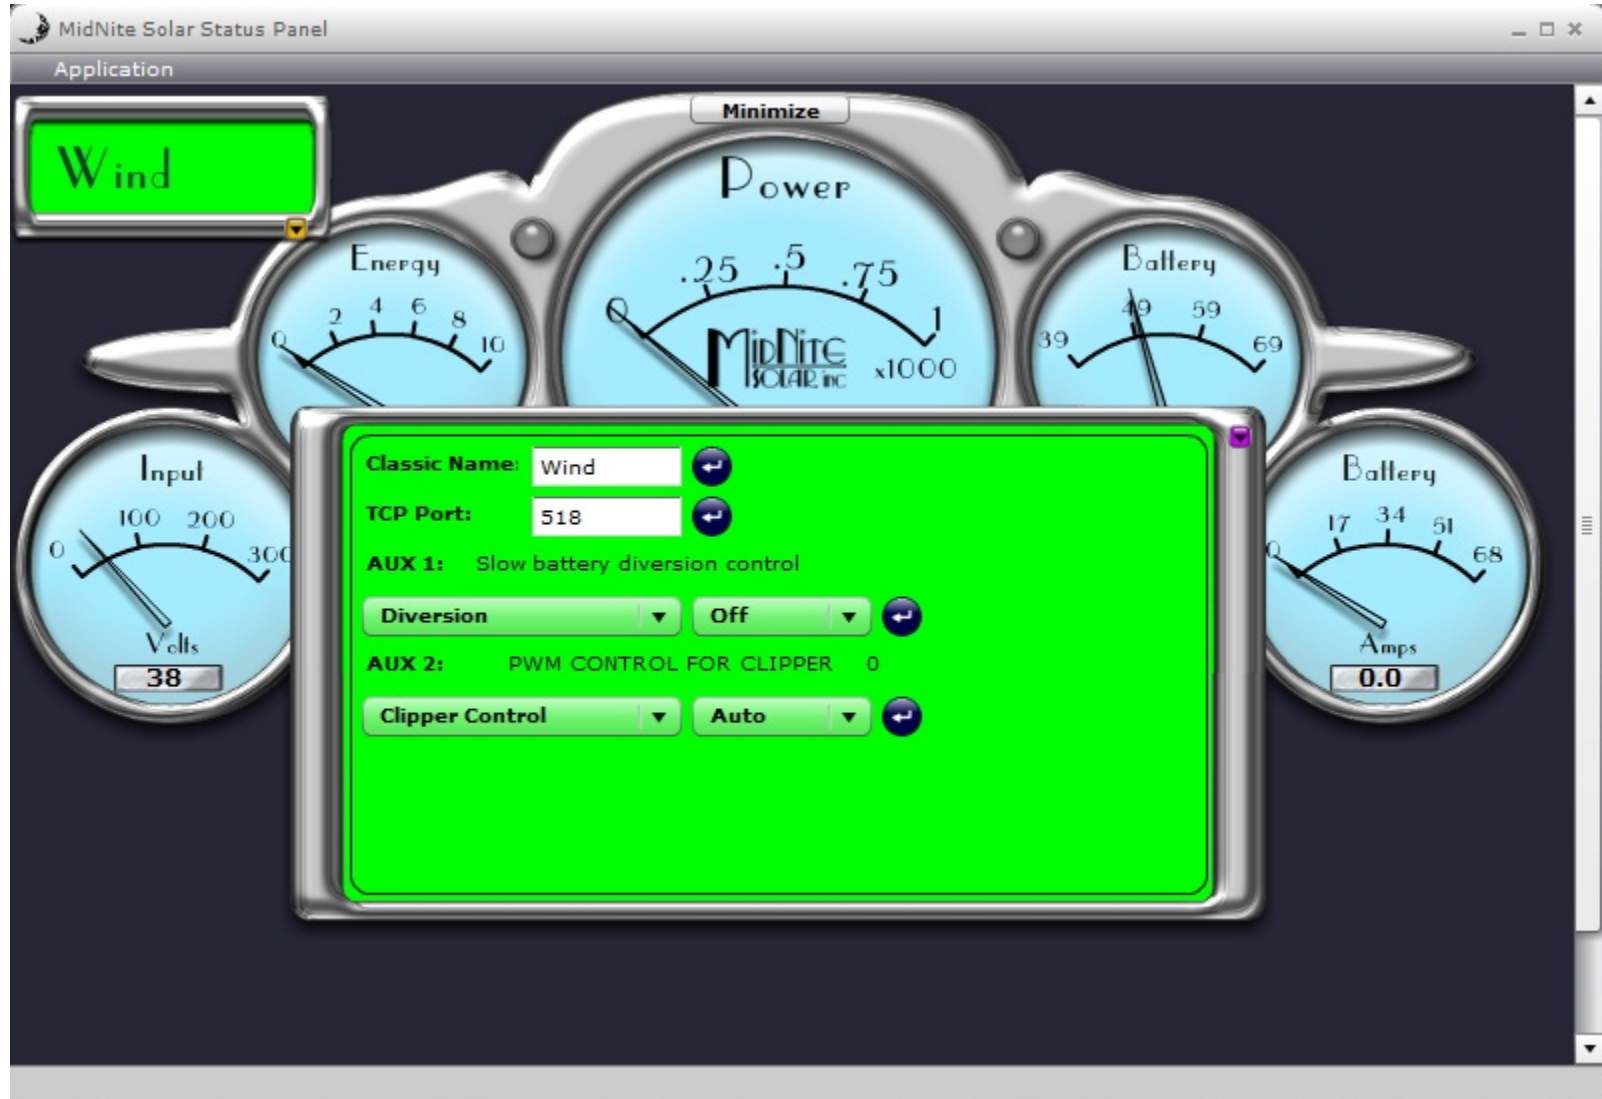 MidNite Solar Status Panel
Application
Minimize
Wind
Power
0 .25 .5 .75 1
x1000
MidNite
SOLAR inc
Energy
0 2 4 6 8 10
Battery
39 49 59 69
Input
0 100 200 300
Volts
38
Classic Name: Wind
TCP Port: 518
AUX 1: Slow battery diversion control
Diversion Off
AUX 2: PWM CONTROL FOR CLIPPER 0
Clipper Control Auto
Battery
0 17 34 51 68
Amps
0.0